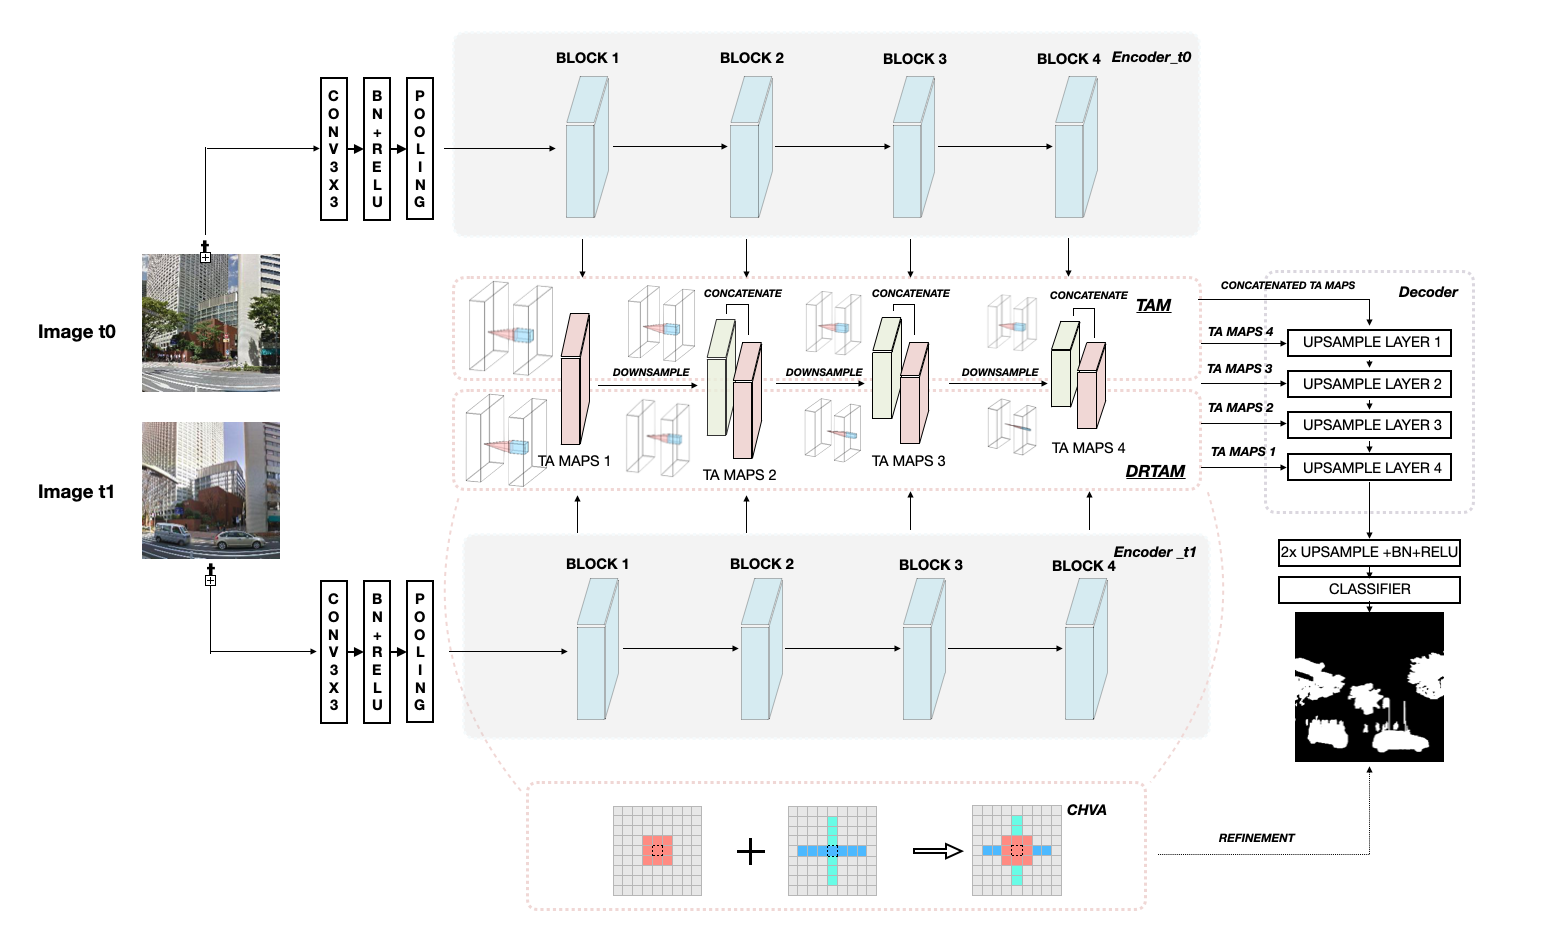 BLOCK 1
BLOCK 2
BLOCK 3
BLOCK 4
Encoder_t0
CONV3X3
BN+RELU
POOLING
Image t0
CONCATENATE
CONCATENATE
CONCATENATE
TAM
DOWNSAMPLE
DOWNSAMPLE
DOWNSAMPLE
TA MAPS 1
TA MAPS 2
TA MAPS 3
TA MAPS 4
DRTAM
CONCATENATED TA MAPS
Decoder
TA MAPS 4
UPSAMPLE LAYER 1
TA MAPS 3
UPSAMPLE LAYER 2
TA MAPS 2
UPSAMPLE LAYER 3
TA MAPS 1
UPSAMPLE LAYER 4
2x UPSAMPLE +BN+RELU
CLASSIFIER
Image t1
Encoder _t1
BLOCK 1
BLOCK 2
BLOCK 3
BLOCK 4
CONV3X3
BN+RELU
POOLING
CHVA
REFINEMENT